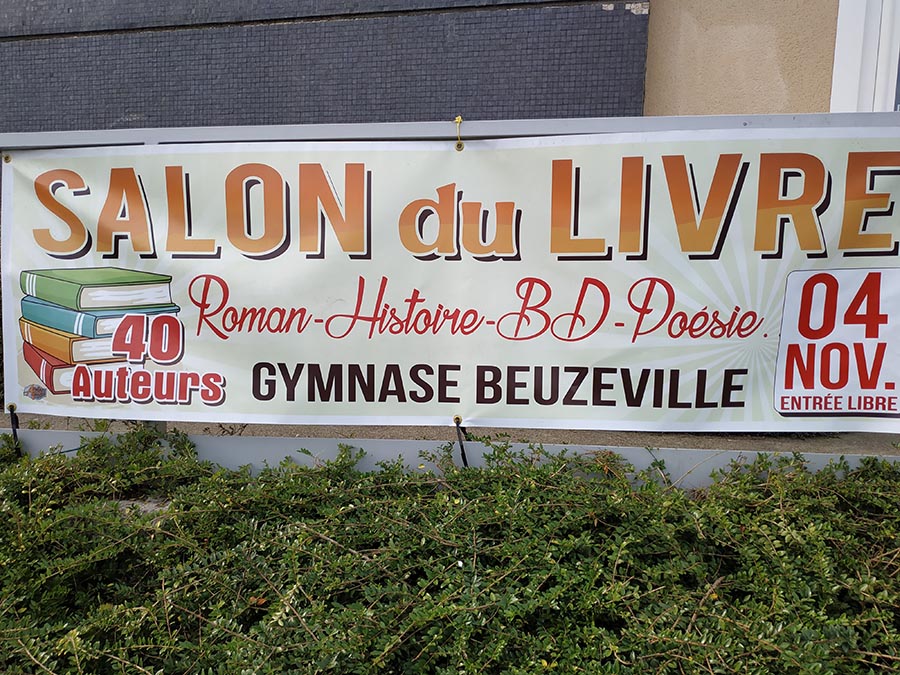 SALON du LIVRE
Roman-Histoire-BD-Poésie.
40
Auteurs
GYMNASE BEUZEVILLE
04
NOV.
ENTRÉE LIBRE